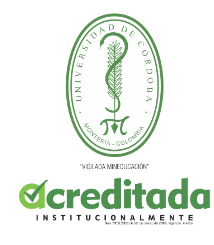 UNIVERSIDAD DE CÓRDOBA
MONTERÍA - COLOMBIA
"VIGILADA MINEDUCACIÓN"
acreditada
INSTITUCIONALMENTE